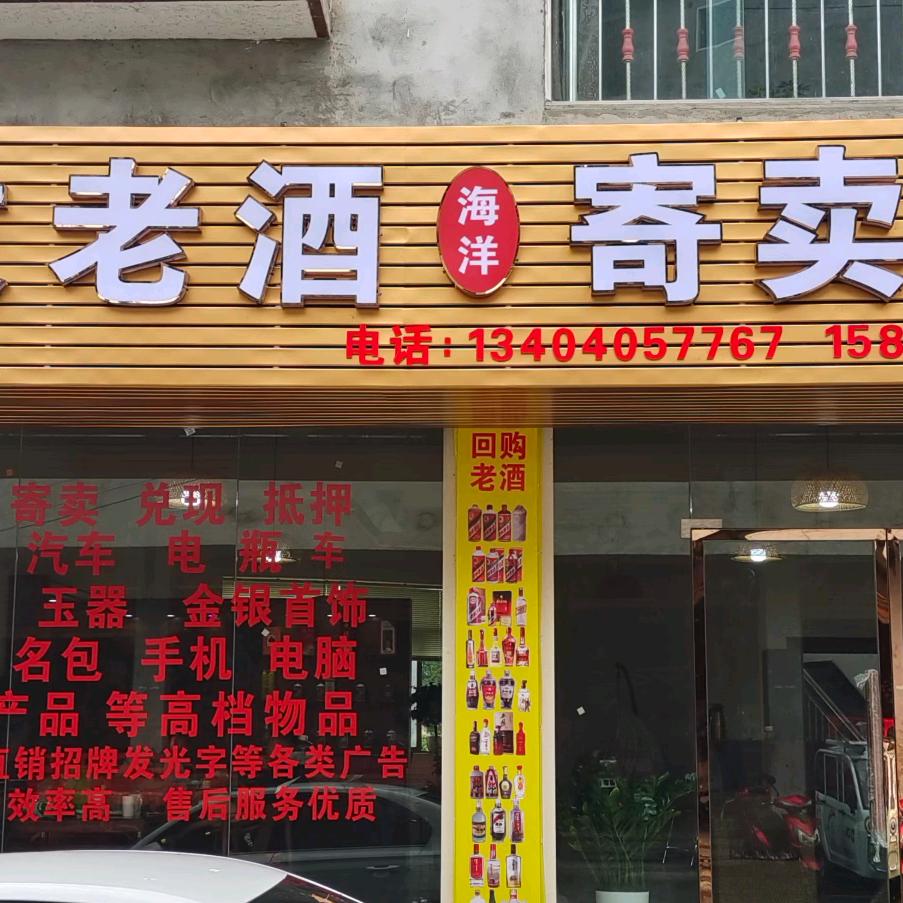 老酒 海洋 寄卖
电话：13404057767 158
回购
老酒
寄卖 兑现 抵押
汽车 电瓶车
玉器 金银首饰
名包 手机 电脑
产品 等高档物品
直销招牌发光字等各类广告
效率高 售后服务优质